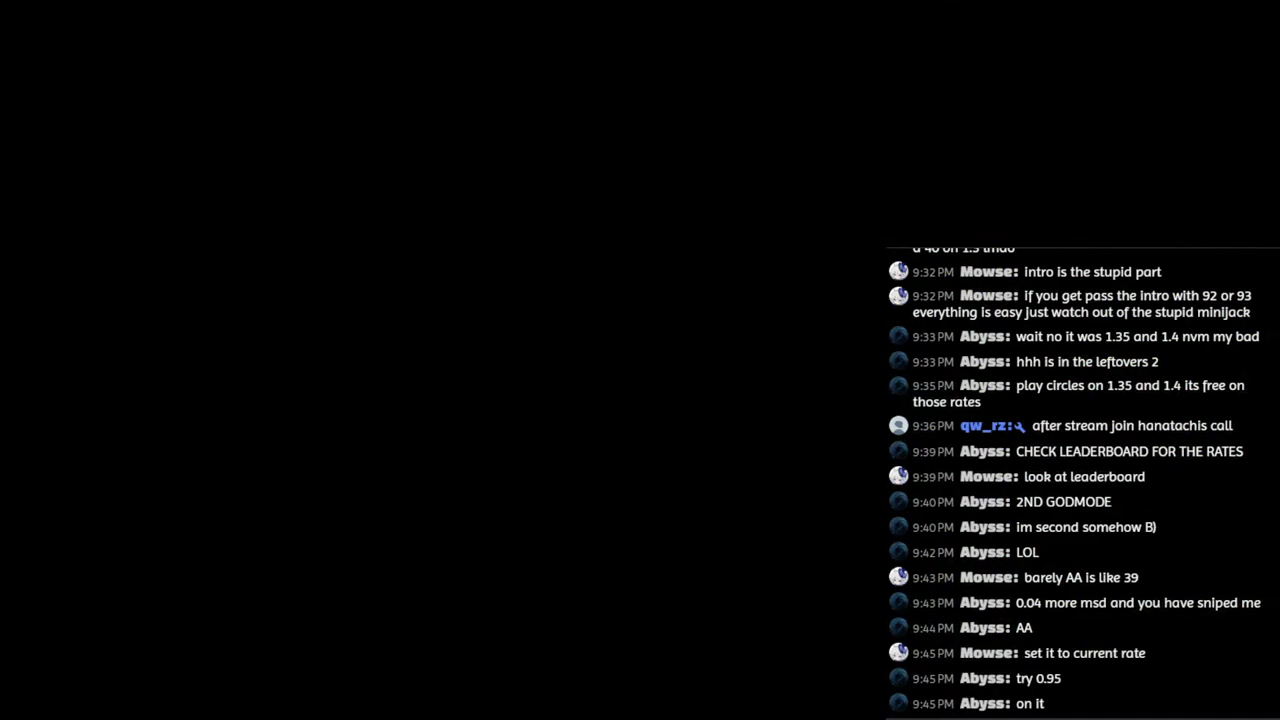 a 40 on 1.3 lmao
9:32 PM Mowse: intro is the stupid part
9:32 PM Mowse: if you get pass the intro with 92 or 93
everything is easy just watch out of the stupid minijack
9:33 PM Abyss: wait no it was 1.35 and 1.4 nvm my bad
9:33 PM Abyss: hhh is in the leftovers 2
9:35 PM Abyss: play circles on 1.35 and 1.4 its free on
those rates
9:36 PM qw_rz: after stream join hanatachis call
9:39 PM Abyss: CHECK LEADERBOARD FOR THE RATES
9:39 PM Mowse: look at leaderboard
9:40 PM Abyss: 2ND GODMODE
9:40 PM Abyss: im second somehow B)
9:42 PM Abyss: LOL
9:43 PM Mowse: barely AA is like 39
9:43 PM Abyss: 0.04 more msd and you have sniped me
9:44 PM Abyss: AA
9:45 PM Mowse: set it to current rate
9:45 PM Abyss: try 0.95
9:45 PM Abyss: on it